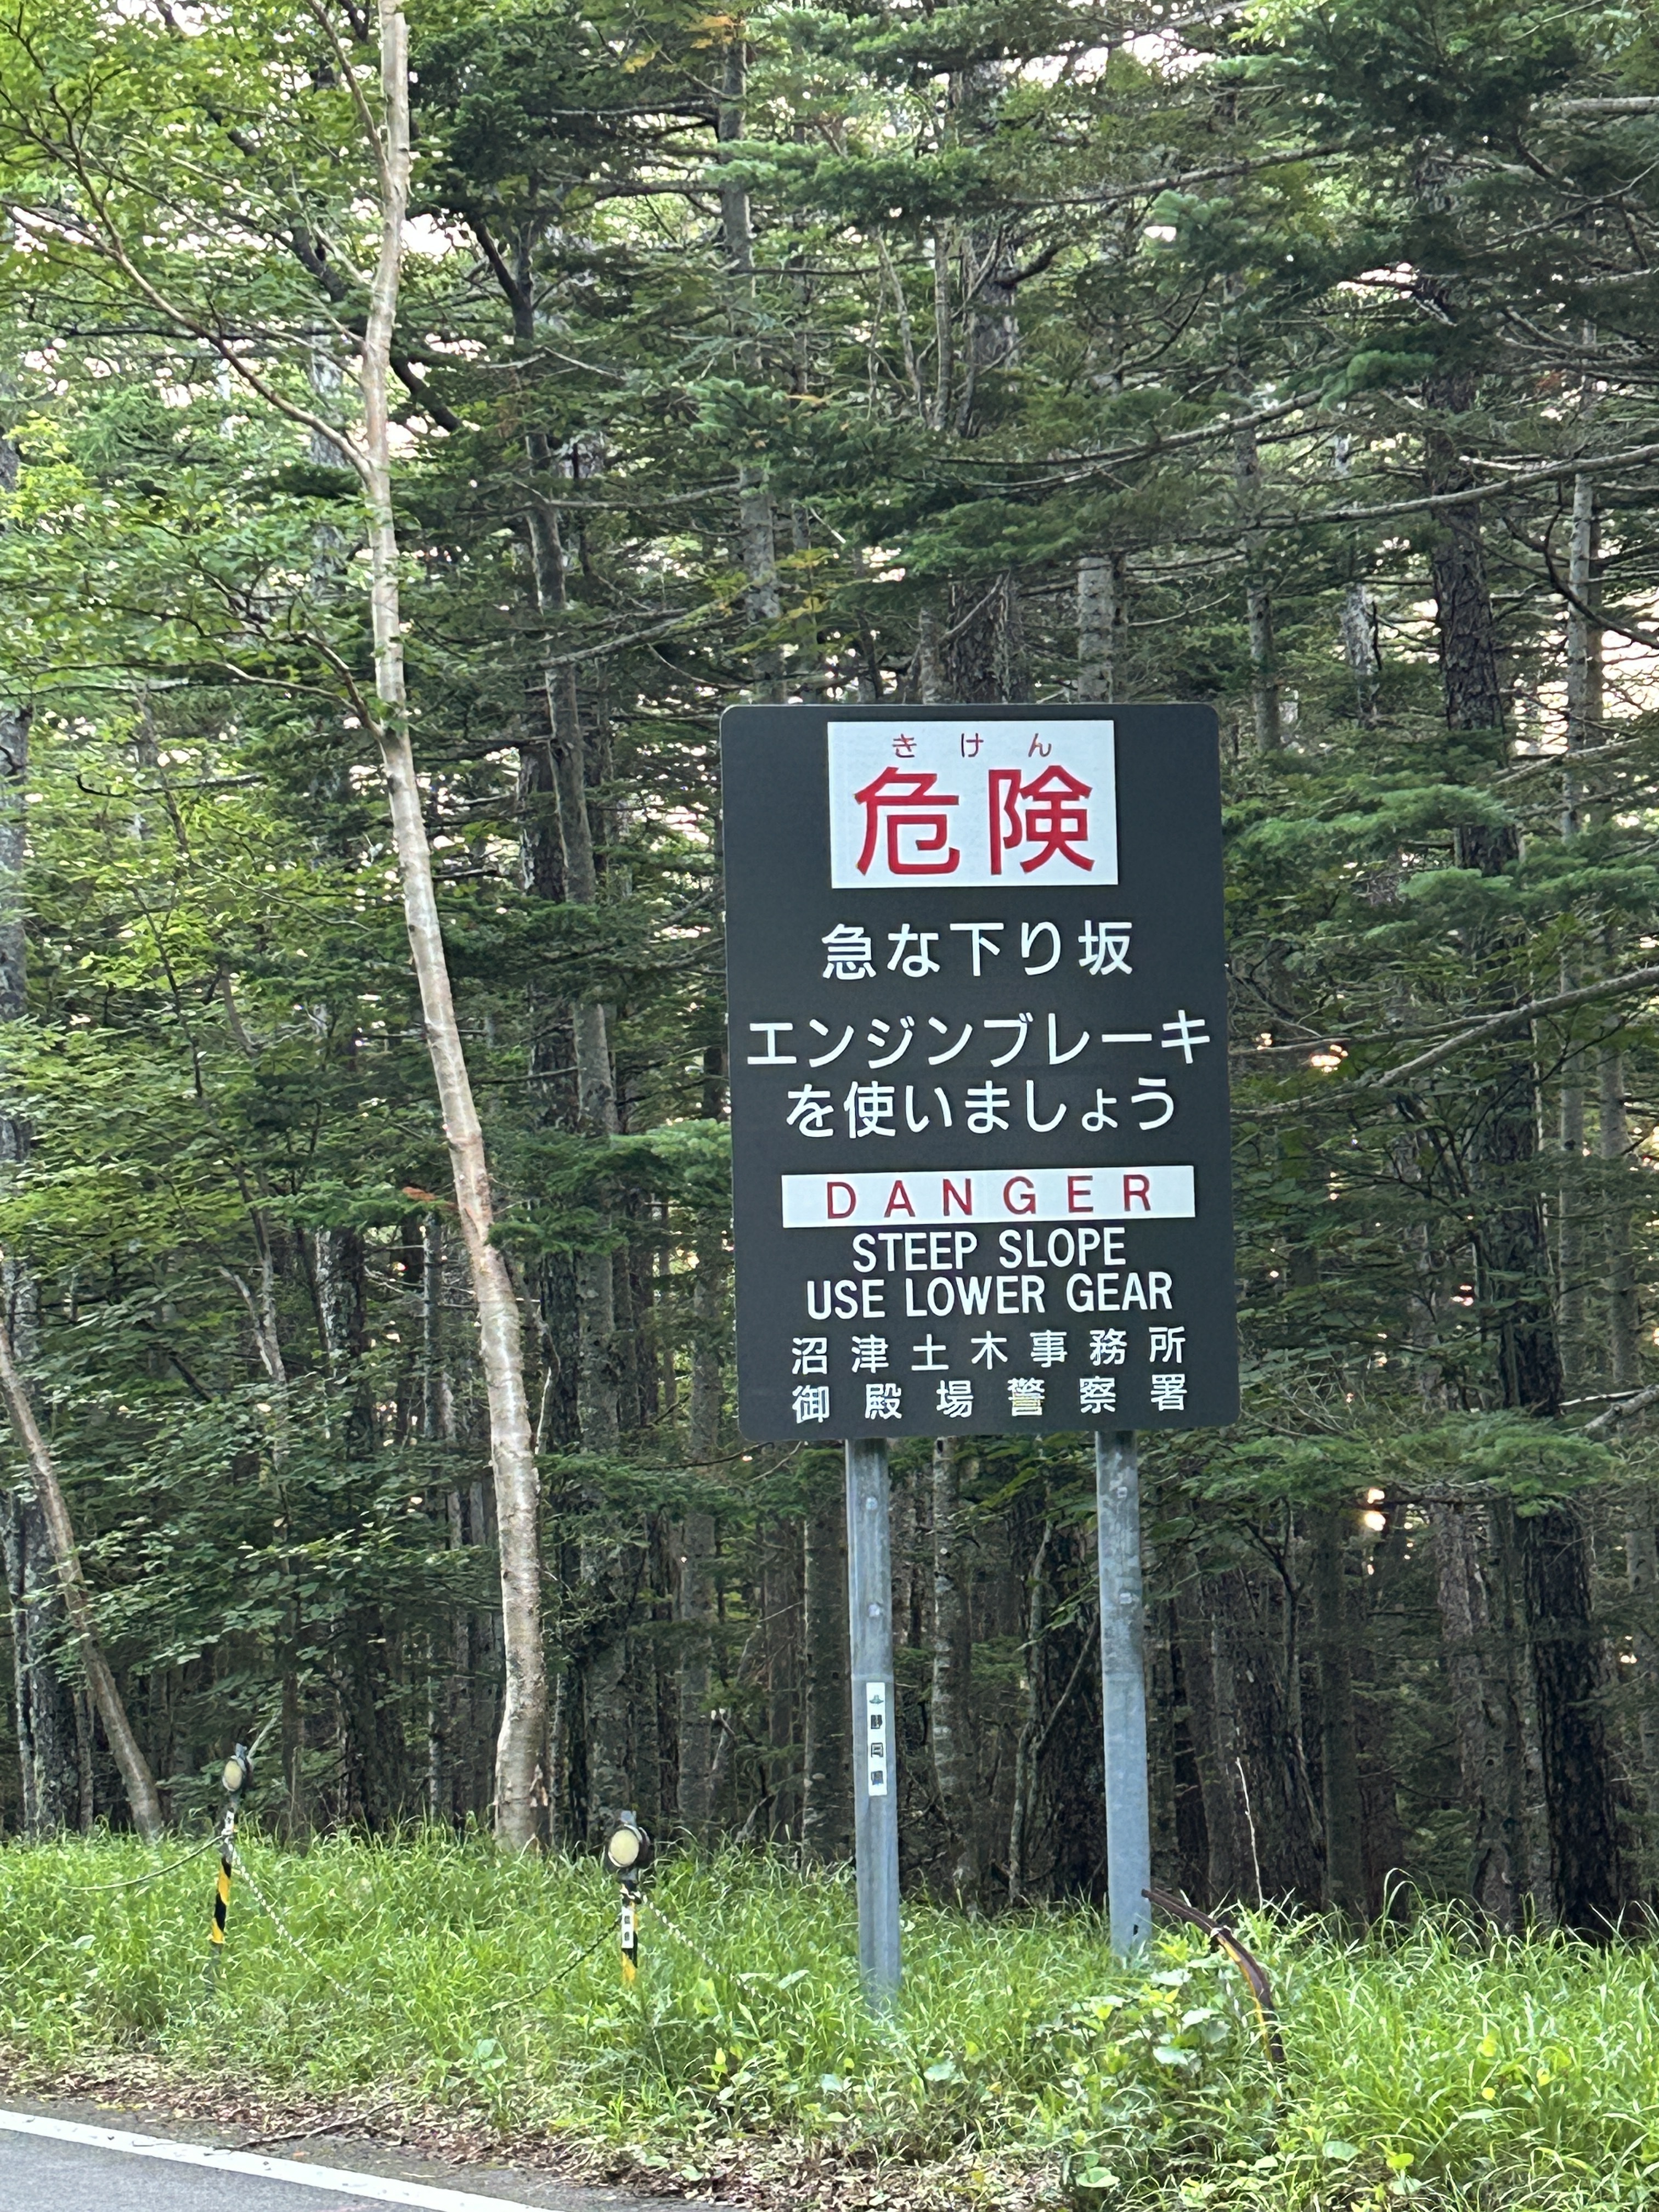 きけん
危険
急な下り坂
エンジンブレーキ
を使いましょう
DANGER
STEEP SLOPE
USE LOWER GEAR
沼津土木事務所
御殿場警察署
静岡県